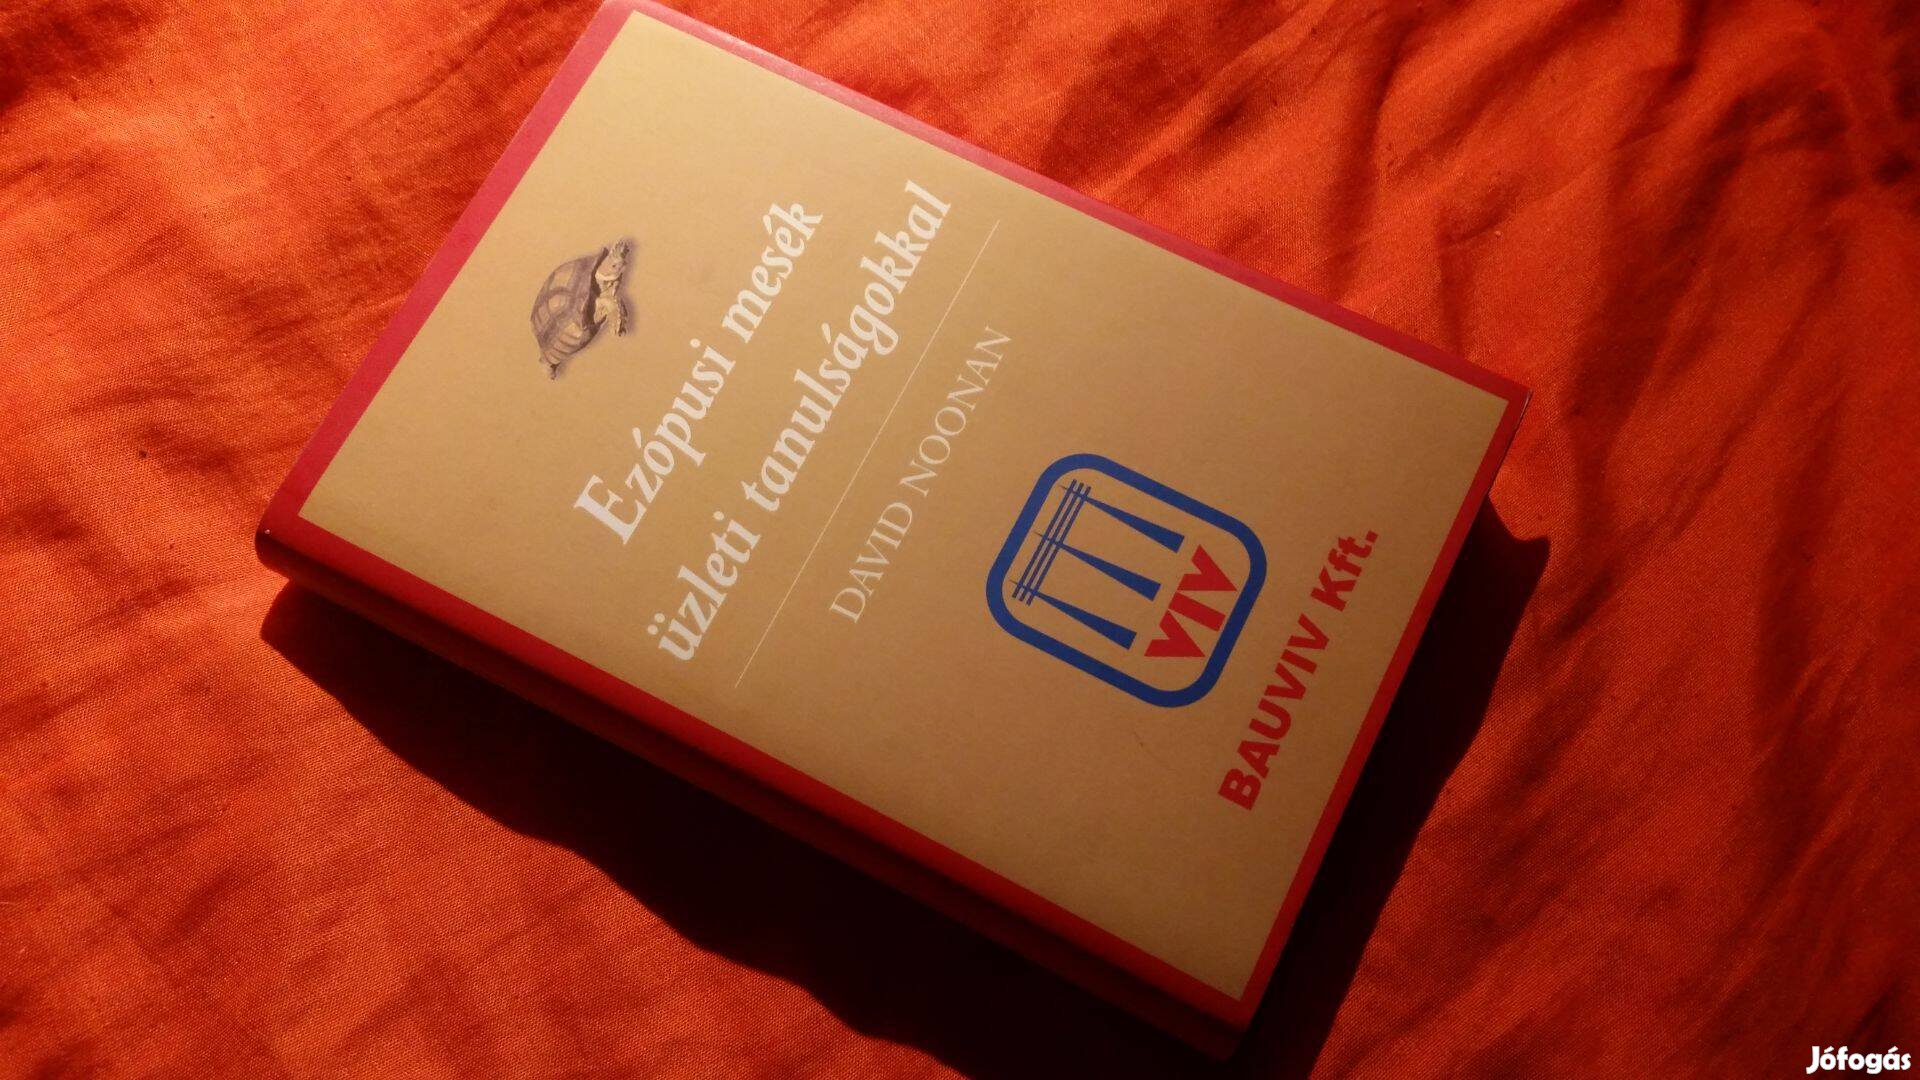 Ezópusi mesék
üzleti tanulságokkal
DAVID NOONAN
VIV
BAUVIV Kft.
Jófogás